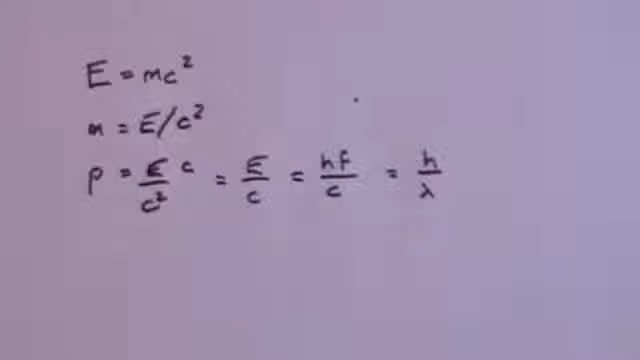 E = mc²
m = E/c²
p = E/c² c = E/c = hf/c = h/λ